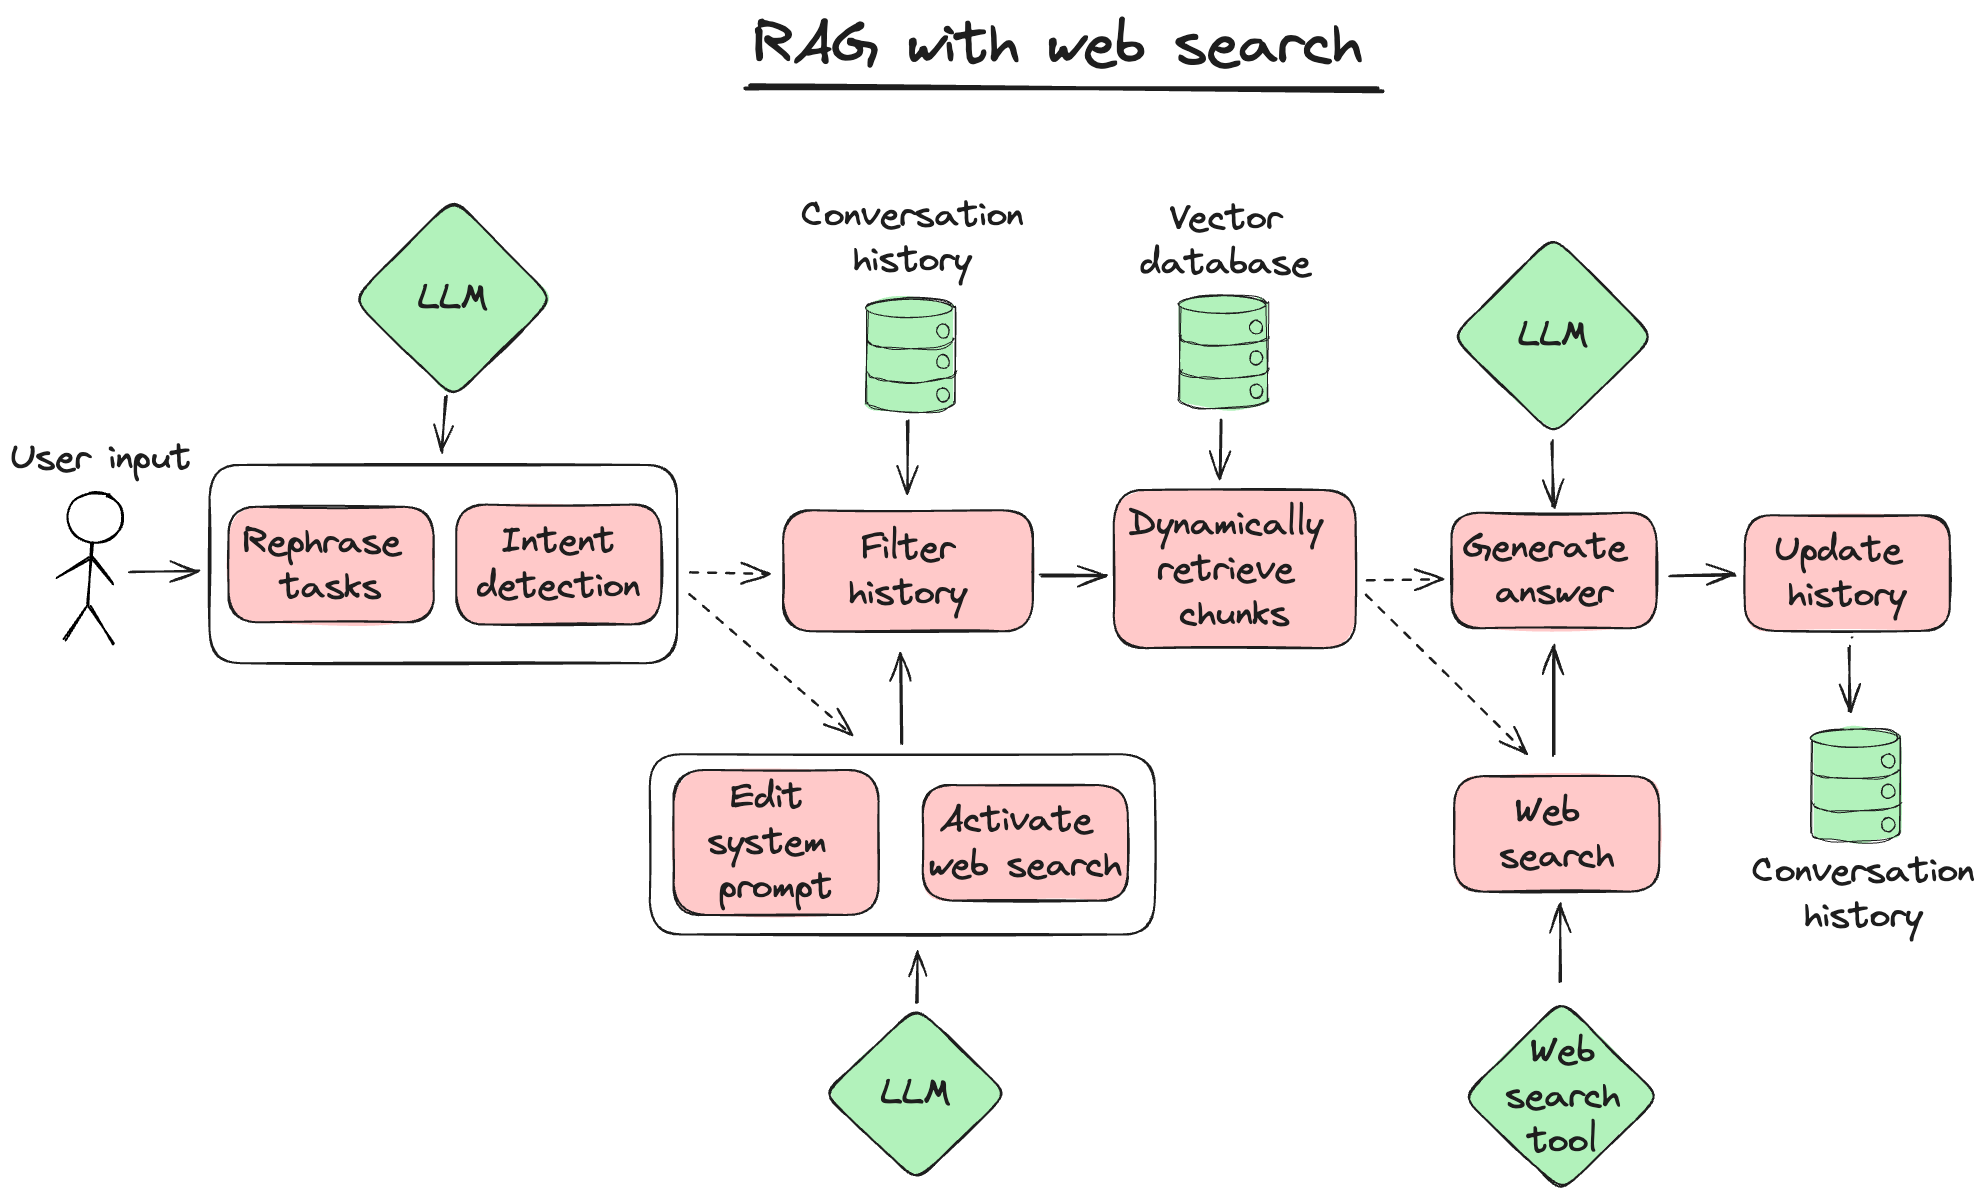 RAG with web search
LLM
Conversation
history
Vector
database
LLM
User input
Rephrase
tasks
Intent
detection
Filter
history
Dynamically
retrieve
chunks
Generate
answer
Update
history
Edit
system
prompt
Activate
web search
Web
search
Conversation
history
LLM
Web
search
tool